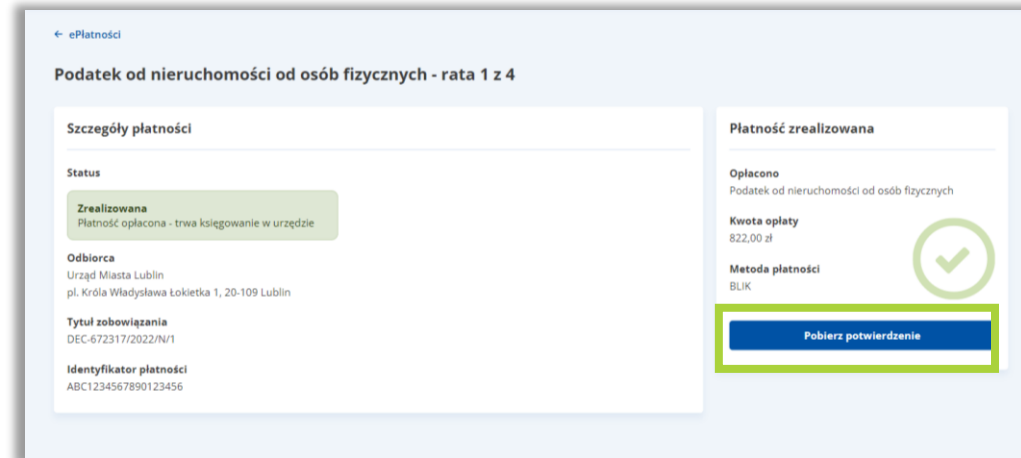 ← ePłatności
Podatek od nieruchomości od osób fizycznych - rata 1 z 4
Szczegóły płatności
Status
Zrealizowana
Płatność opłacona - trwa księgowanie w urzędzie
Odbiorca
Urząd Miasta Lublin
pl. Króla Władysława Łokietka 1, 20-109 Lublin
Tytuł zobowiązania
DEC-672317/2022/N/1
Identyfikator płatności
ABC1234567890123456
Płatność zrealizowana
Opłacono
Podatek od nieruchomości od osób fizycznych
Kwota opłaty
822,00 zł
Metoda płatności
BLIK
Pobierz potwierdzenie